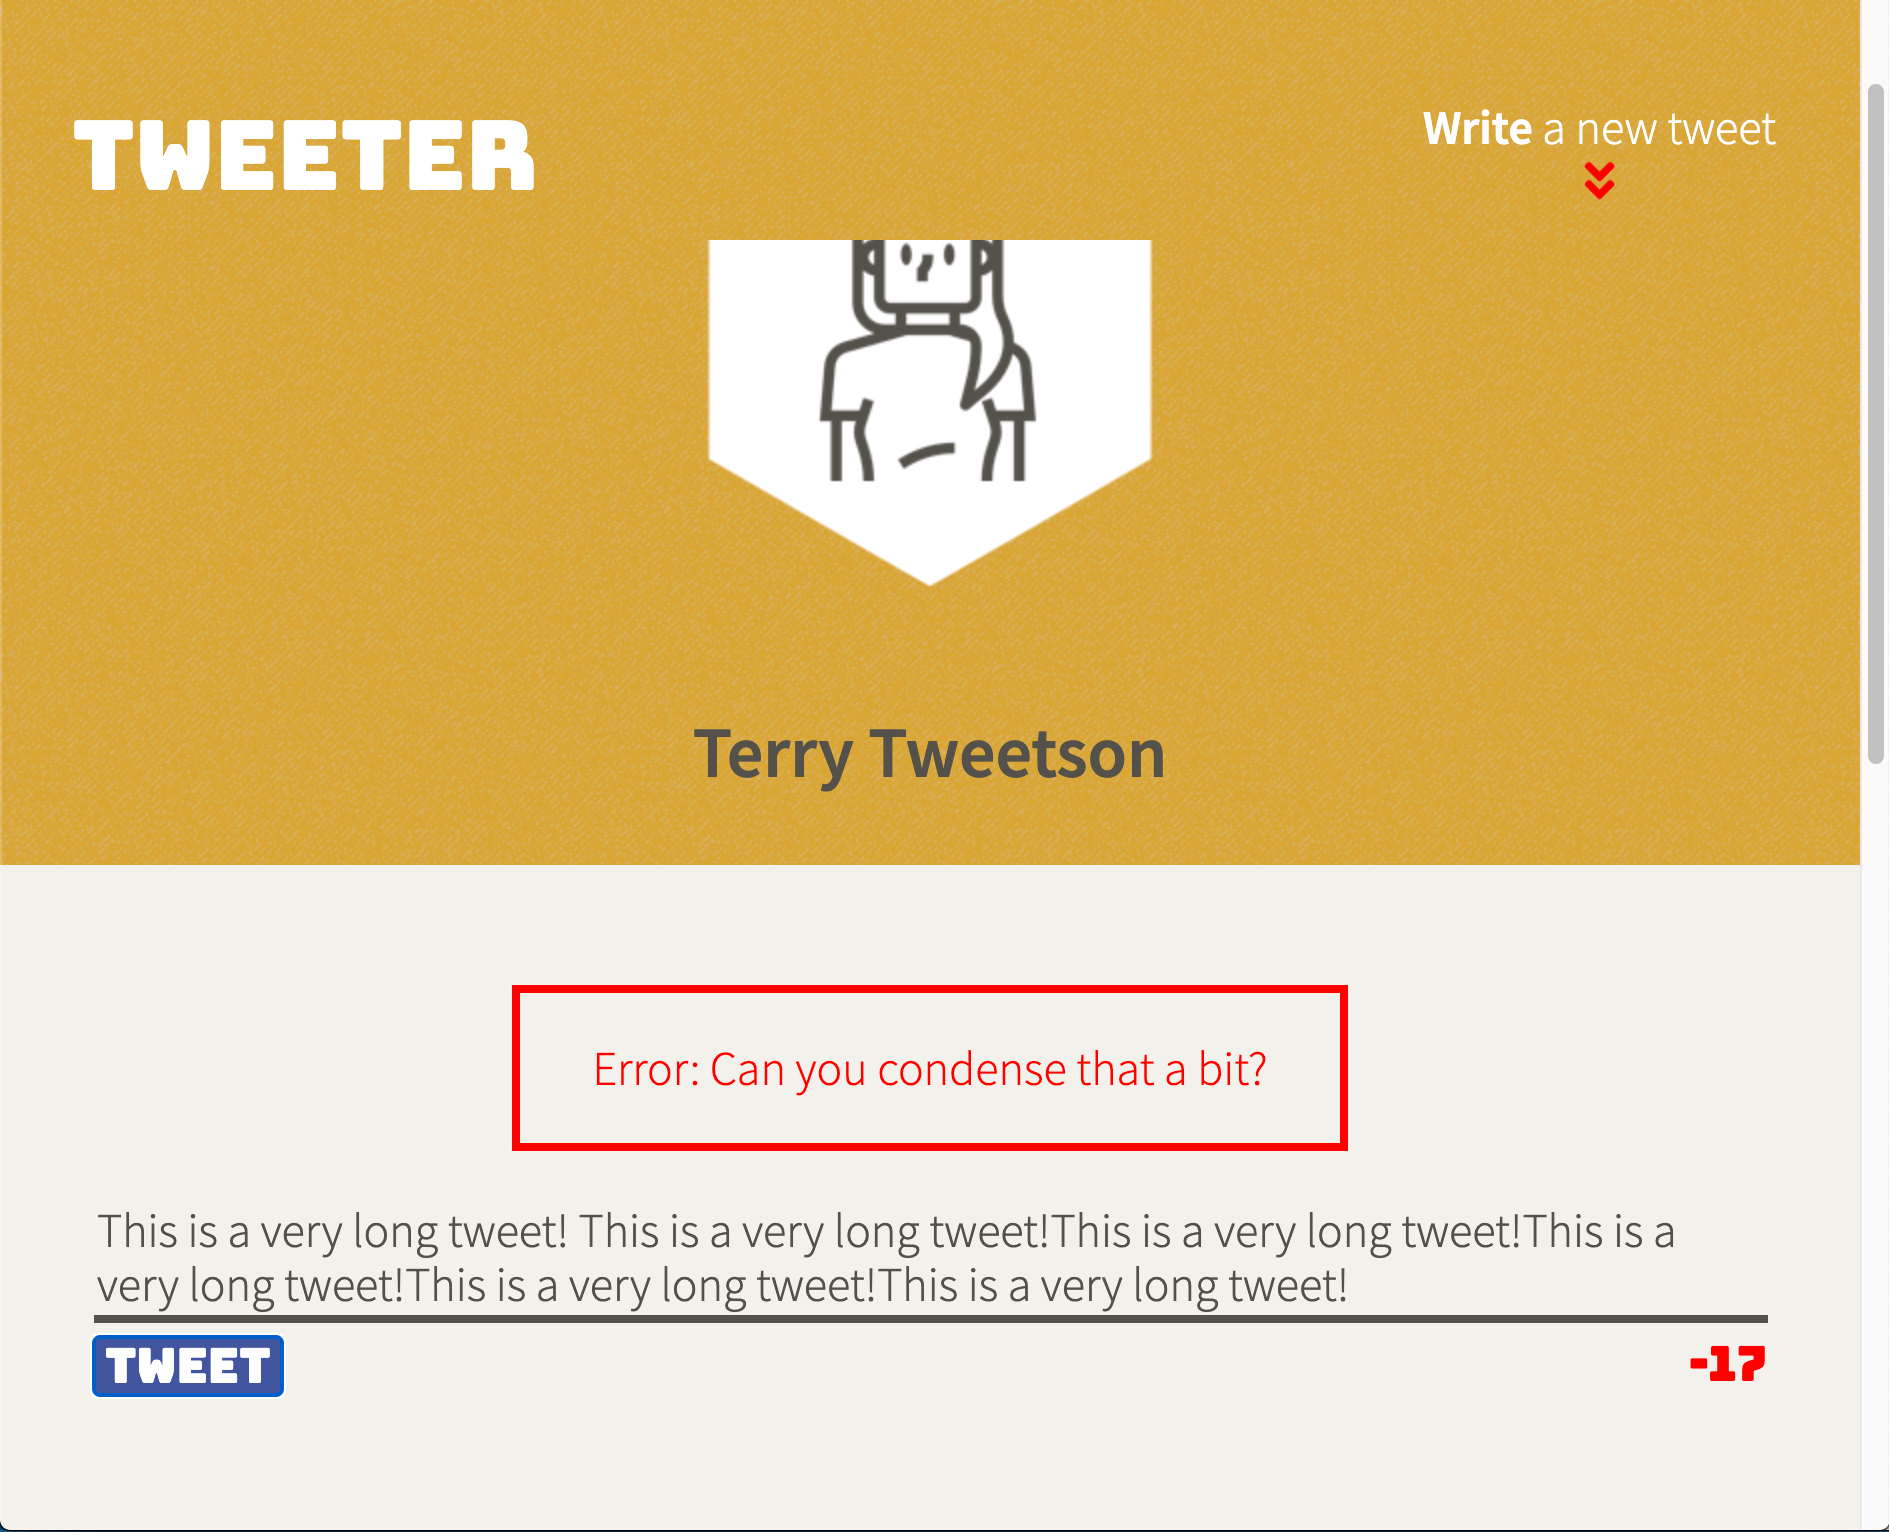 TWEETER
Write a new tweet
Terry Tweetson
Error: Can you condense that a bit?
This is a very long tweet! This is a very long tweet!This is a very long tweet!This is a
very long tweet!This is a very long tweet!This is a very long tweet!
TWEET
-17